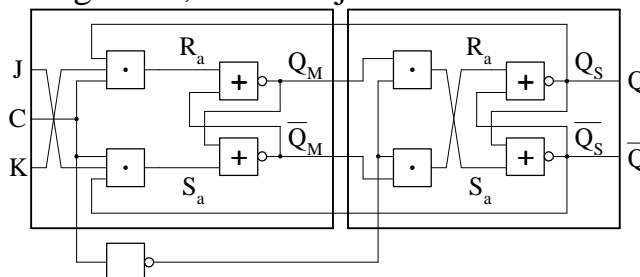 R_a Q_M R_a Q_S
J · + · + Q
C
Q̅_M Q̅_S
K · + · + Q̅
S_a S_a